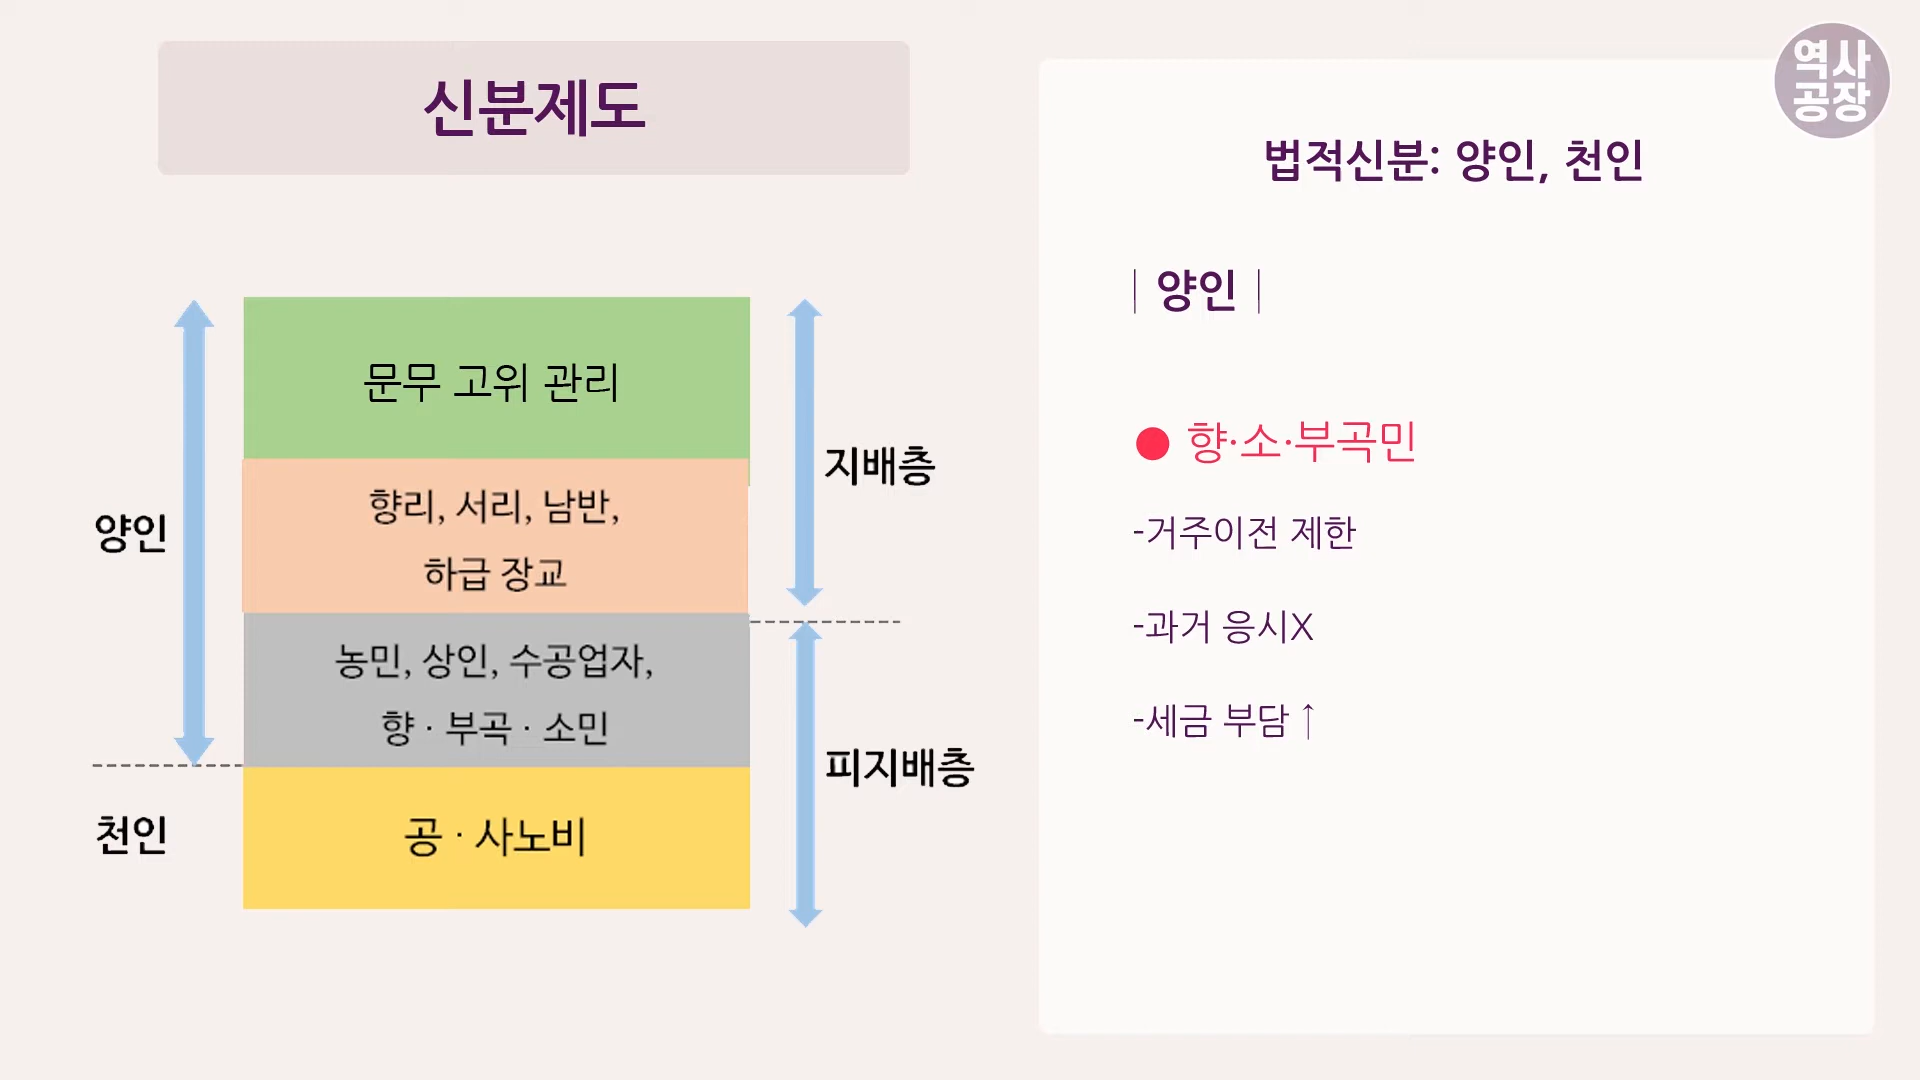 신분제도
양인
천인
문무 고위 관리
향리, 서리, 남반,
하급 장교
농민, 상인, 수공업자,
향 · 부곡 · 소민
공 · 사노비
지배층
피지배층
역사
공장
법적신분: 양인, 천인
| 양인 |
● 향·소·부곡민
-거주이전 제한
-과거 응시X
-세금 부담↑